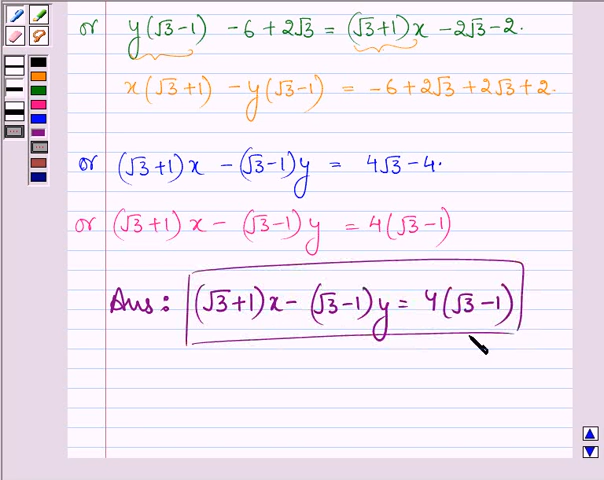 or y(√3-1) -6+2√3 = (√3+1)x -2√3-2.
x(√3+1) -y(√3-1) = -6+2√3+2√3+2.
or (√3+1)x -(√3-1)y = 4√3-4.
or (√3+1)x -(√3-1)y = 4(√3-1)
Ans: (√3+1)x-(√3-1)y = 4(√3-1)